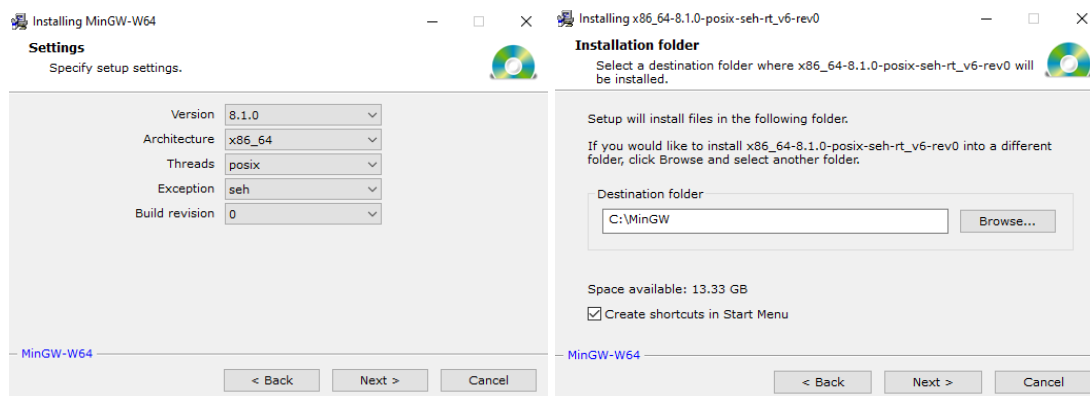 Installing MinGW-W64
Settings
Specify setup settings.
Version 8.1.0
Architecture x86_64
Threads posix
Exception seh
Build revision 0
MinGW-W64
< Back Next > Cancel
Installing x86_64-8.1.0-posix-seh-rt_v6-rev0
Installation folder
Select a destination folder where x86_64-8.1.0-posix-seh-rt_v6-rev0 will
be installed.
Setup will install files in the following folder.
If you would like to install x86_64-8.1.0-posix-seh-rt_v6-rev0 into a different
folder, click Browse and select another folder.
Destination folder
C:\MinGW Browse...
Space available: 13.33 GB
Create shortcuts in Start Menu
MinGW-W64
< Back Next > Cancel